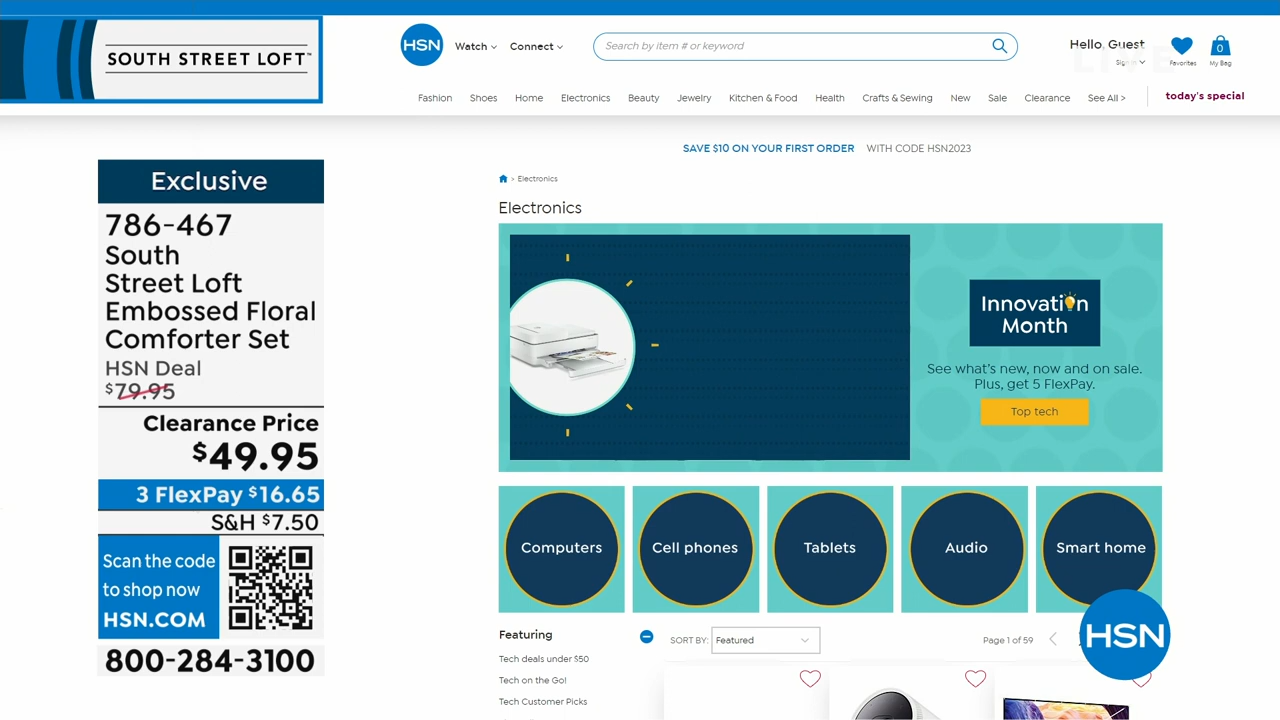 SOUTH STREET LOFT™
HSN
Watch
Connect
Search by item # or keyword
Hello, Guest
Sign in
LIVE
Favorites
0
My Bag
Fashion
Shoes
Home
Electronics
Beauty
Jewelry
Kitchen & Food
Health
Crafts & Sewing
New
Sale
Clearance
See All >
today's special
SAVE $10 ON YOUR FIRST ORDER WITH CODE HSN2023
> Electronics
Electronics
Exclusive
786-467
South
Street Loft
Embossed Floral
Comforter Set
HSN Deal
$79.95
Clearance Price
$49.95
3 FlexPay $16.65
S&H $7.50
Scan the code
to shop now
HSN.COM
800-284-3100
Innovation
Month
See what's new, now and on sale.
Plus, get 5 FlexPay.
Top tech
Computers
Cell phones
Tablets
Audio
Smart home
Featuring
Tech deals under $50
Tech on the Go!
Tech Customer Picks
SORT BY: Featured
Page 1 of 59
HSN